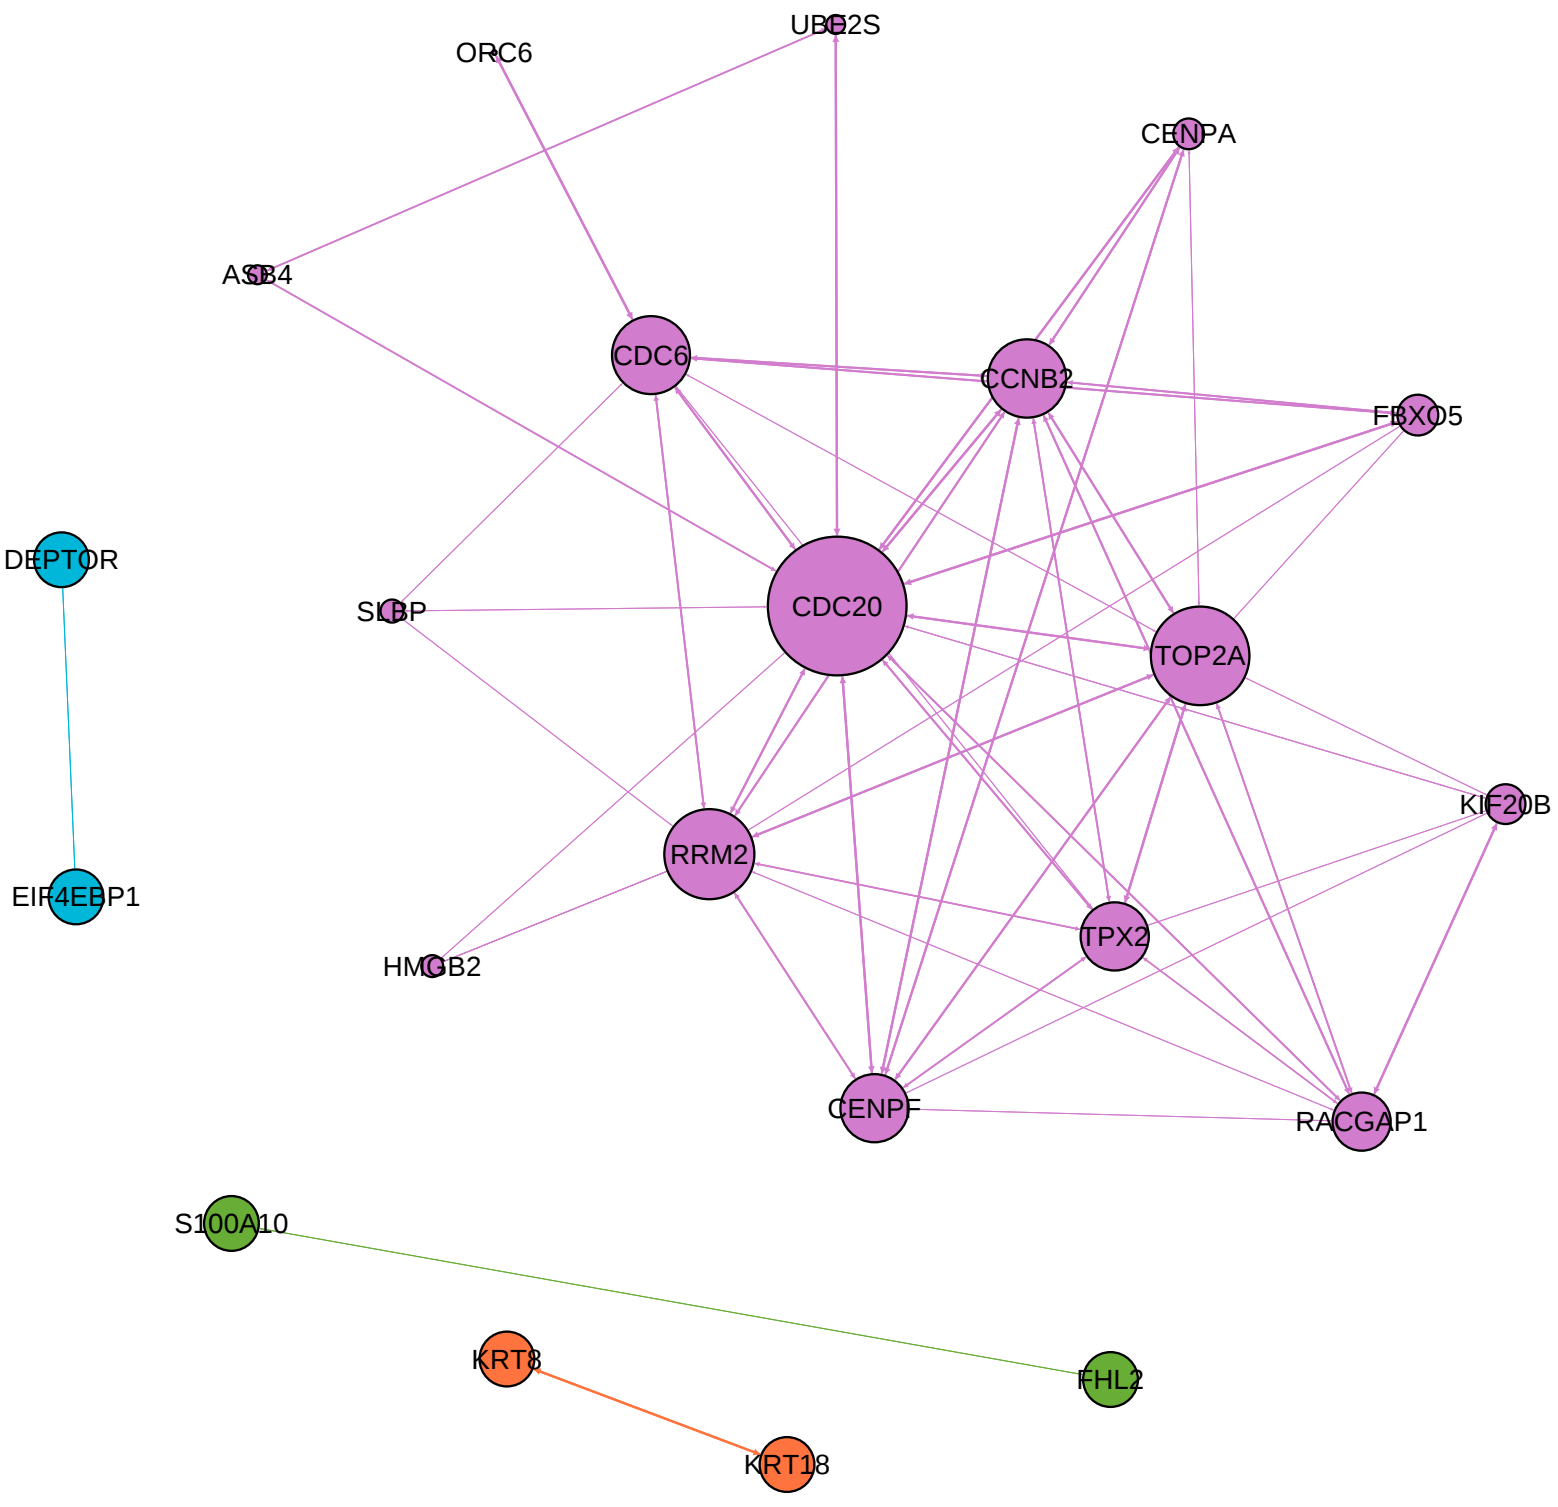 UBE2S
ORC6
CENPA
ASB4
CDC6
CCNB2
FBXO5
DEPTOR
SLBP
CDC20
TOP2A
KIF20B
RRM2
EIF4EBP1
TPX2
HMGB2
CENPF
RACGAP1
S100A10
KRT8
FHL2
KRT18